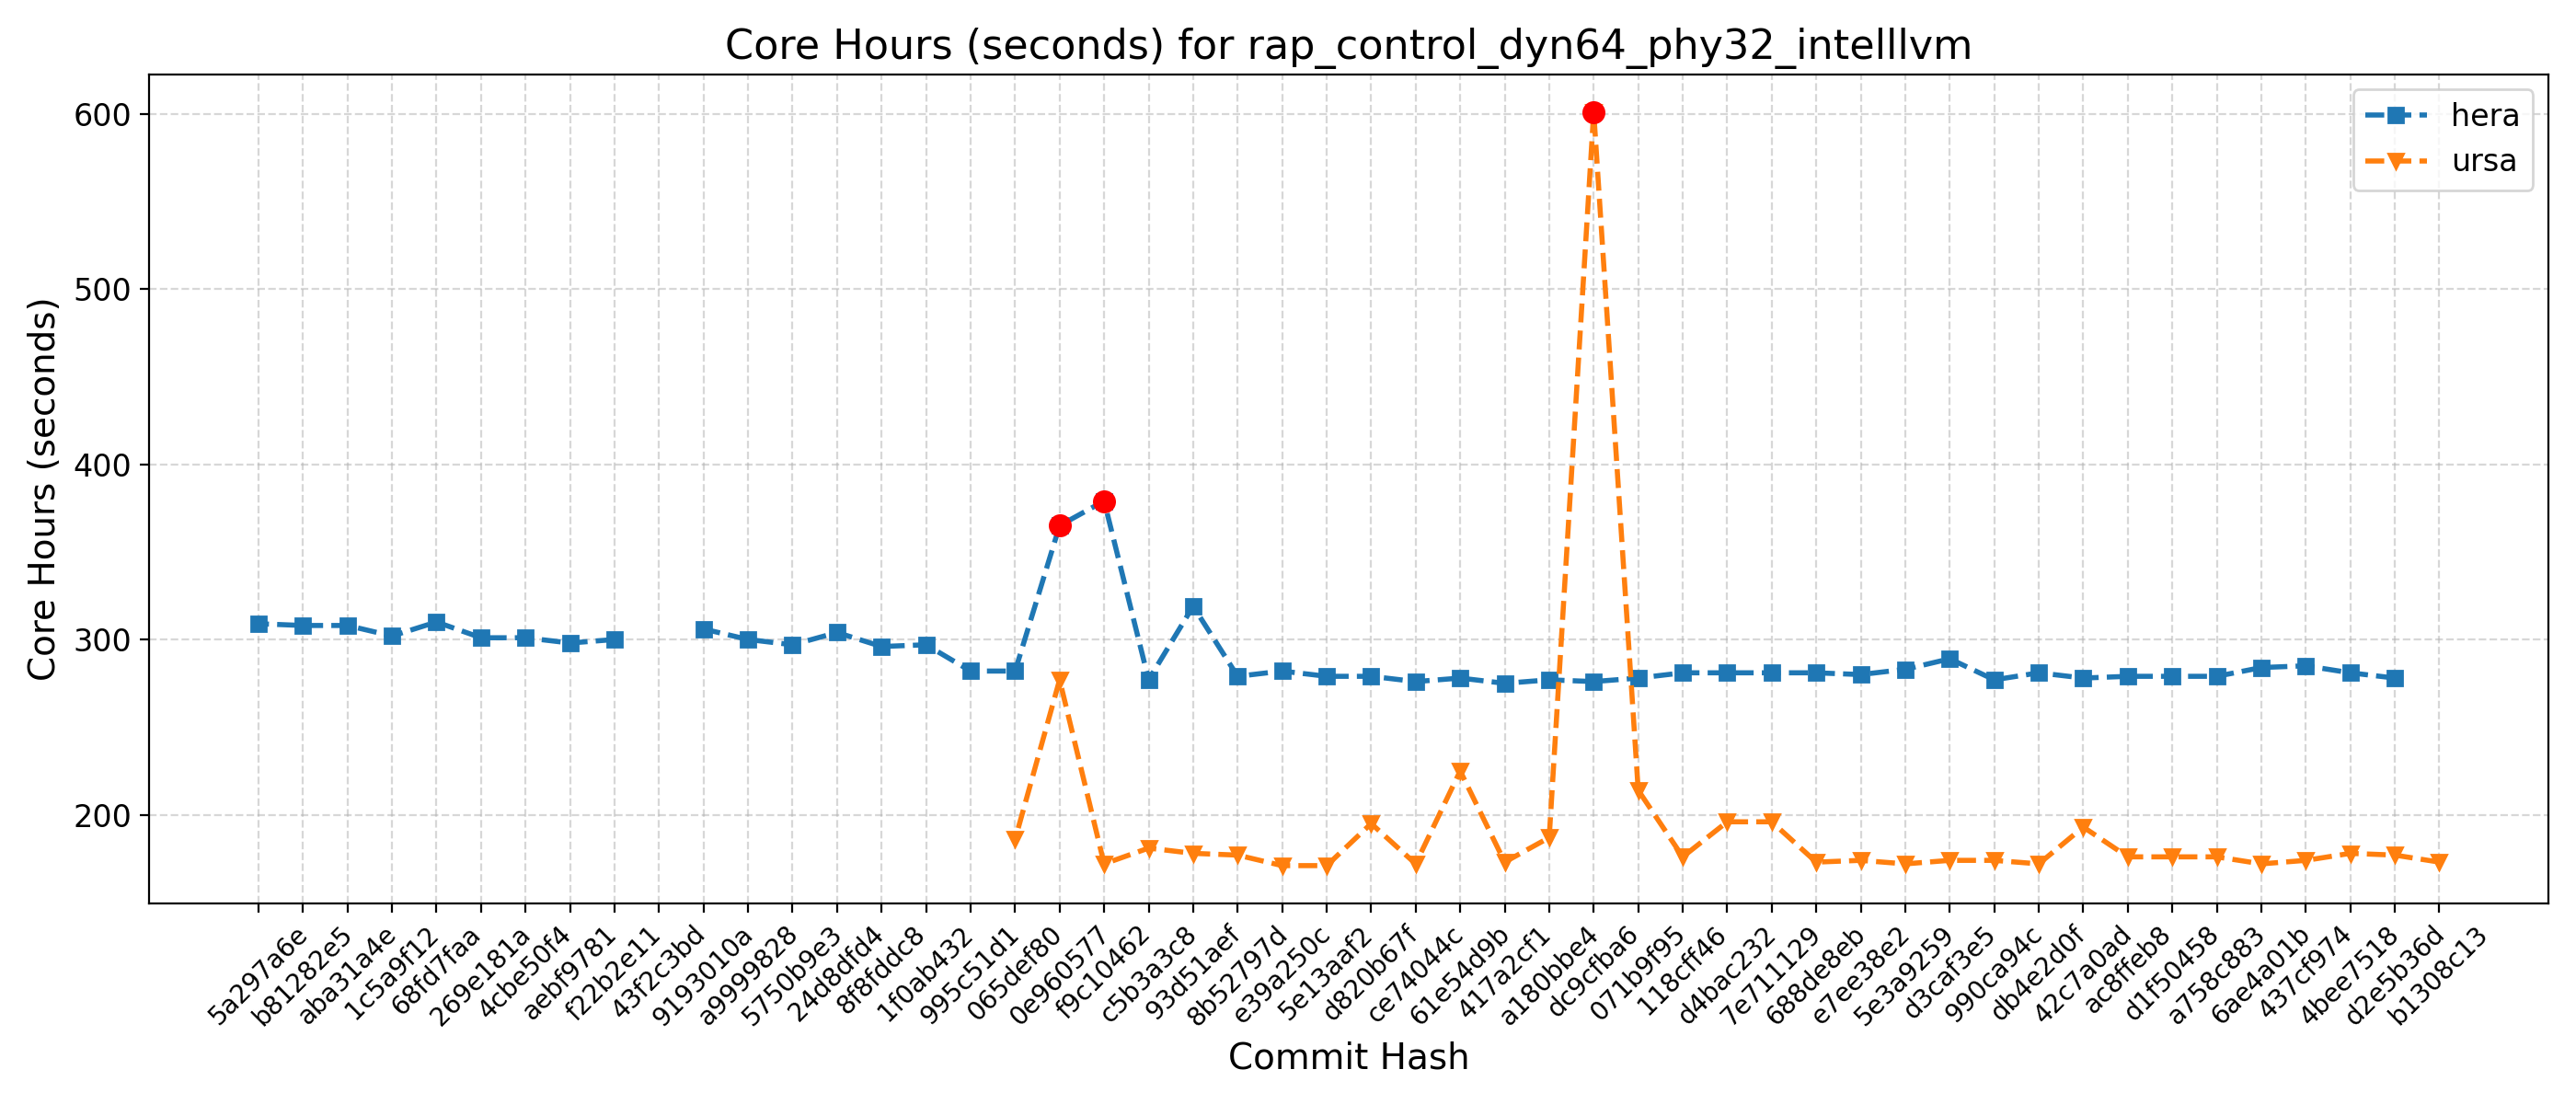 Core Hours (seconds) for rap_control_dyn64_phy32_intelllvm
hera
ursa
Core Hours (seconds)
600
500
400
300
200
5a297a6e
b81282e5
aba31a4e
1c5a9f12
68fd7faa
269e181a
4cbe50f4
aebf9781
f22b2e11
43f2c3bd
9193010a
a9999828
5750b9e3
24d8dfd4
8f8fddc8
1f0ab432
995c51d1
065def80
0e960577
f9c10462
c5b3a3c8
93d51aef
8b52797d
e39a250c
5e13aaf2
d820b67f
ce74044c
61e54d9b
417a2cf1
a180bbe4
dc9cfba6
071b9f95
118cff46
d4bac232
7e711129
688de8eb
e7ee38e2
5e3a9259
d3caf3e5
990ca94c
db4e2d0f
42c7a0ad
ac8ffeb8
d1f50458
a758c883
6ae4a01b
437cf974
4bee7518
d2e5b36d
b1308c13
Commit Hash